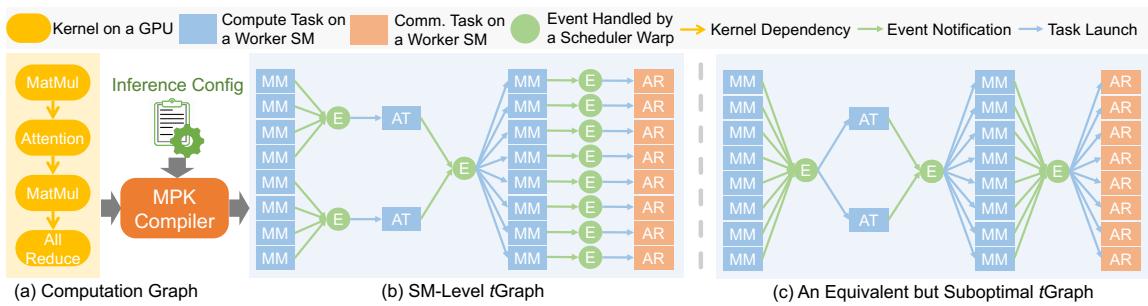 Kernel on a GPU
Compute Task on
a Worker SM
Comm. Task on
a Worker SM
Event Handled by
a Scheduler Warp
Kernel Dependency
Event Notification
Task Launch
MatMul
Attention
MatMul
All
Reduce
Inference Config
MPK
Compiler
MM
MM
MM
MM
MM
MM
MM
MM
E
E
AT
AT
E
MM
MM
MM
MM
MM
MM
MM
MM
E
E
E
E
E
E
E
E
AR
AR
AR
AR
AR
AR
AR
AR
MM
MM
MM
MM
MM
MM
MM
MM
E
AT
AT
E
MM
MM
MM
MM
MM
MM
MM
MM
E
AR
AR
AR
AR
AR
AR
AR
AR
(a) Computation Graph
(b) SM-Level tGraph
(c) An Equivalent but Suboptimal tGraph